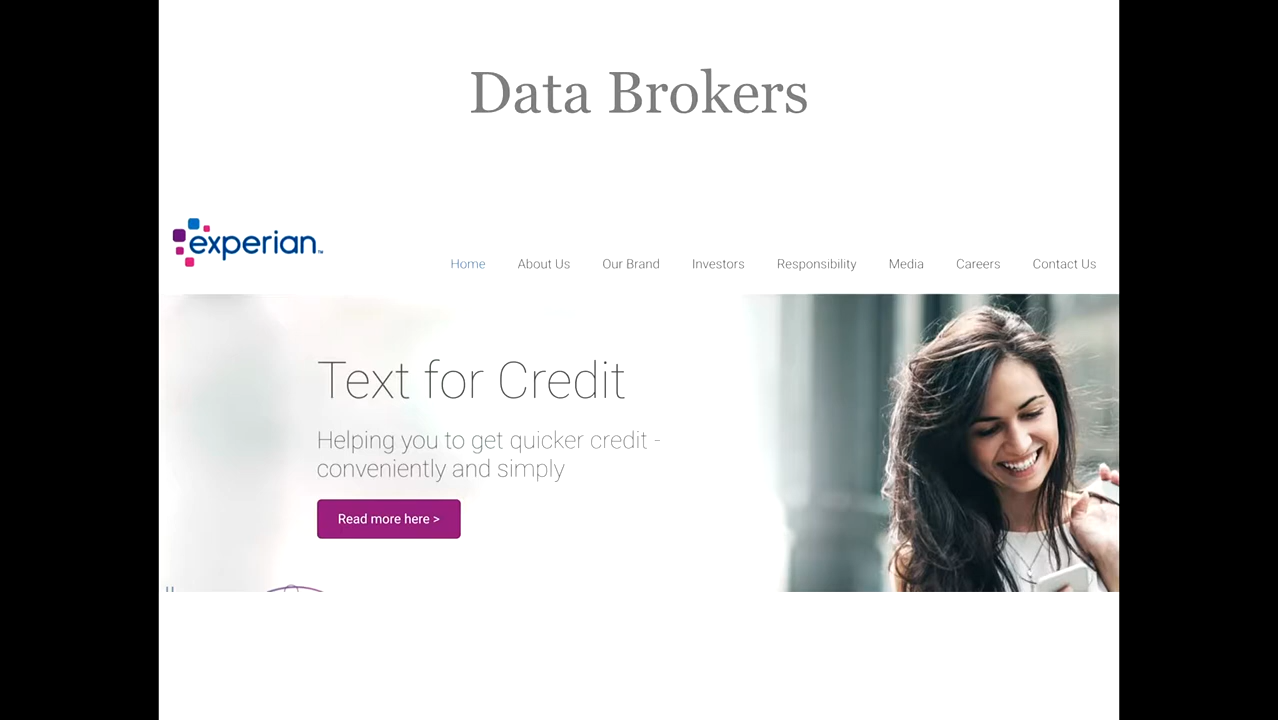 Data Brokers
experian™
Home About Us Our Brand Investors Responsibility Media Careers Contact Us
Text for Credit
Helping you to get quicker credit -
conveniently and simply
Read more here >